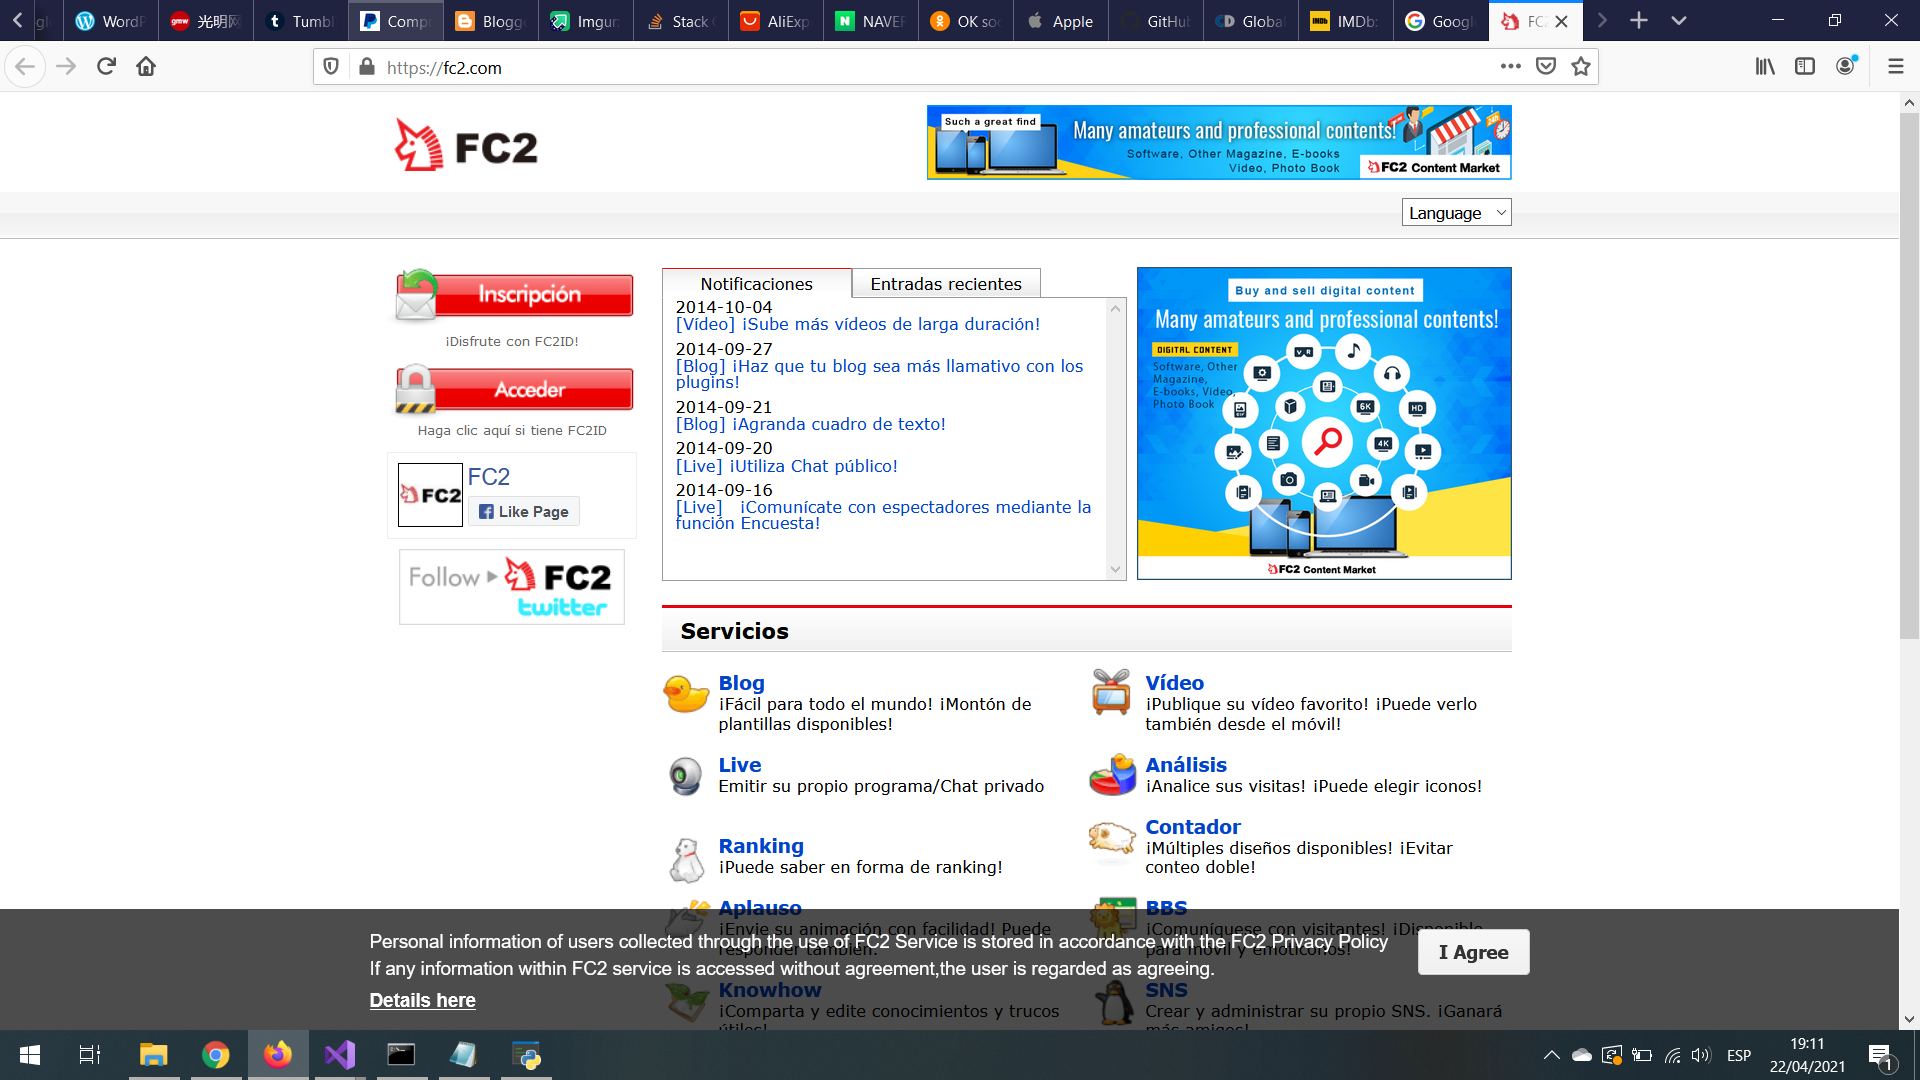 WordP
光明网
Tumbl
Comp
Blogge
Imgur
Stack
AliExp
NAVER
OK so
Apple
GitHub
Global
IMDb:
Googl
FC
https://fc2.com
FC2
Such a great find
Many amateurs and professional contents!
Software, Other Magazine, E-books
Video, Photo Book
FC2 Content Market
Language
Inscripción
¡Disfrute con FC2ID!
Acceder
Haga clic aquí si tiene FC2ID
FC2
FC2
Like Page
Follow FC2
twitter
Notificaciones
Entradas recientes
2014-10-04
[Vídeo] ¡Sube más vídeos de larga duración!
2014-09-27
[Blog] ¡Haz que tu blog sea más llamativo con los
plugins!
2014-09-21
[Blog] ¡Agranda cuadro de texto!
2014-09-20
[Live] ¡Utiliza Chat público!
2014-09-16
[Live] ¡Comunícate con espectadores mediante la
función Encuesta!
Buy and sell digital content
Many amateurs and professional contents!
DIGITAL CONTENT
Software, Other
Magazine,
E-books, Video,
Photo Book
VR
6K
HD
4K
GIF
FC2 Content Market
Servicios
Blog
¡Fácil para todo el mundo! ¡Montón de
plantillas disponibles!
Vídeo
¡Publique su vídeo favorito! ¡Puede verlo
también desde el móvil!
Live
Emitir su propio programa/Chat privado
Análisis
¡Analice sus visitas! ¡Puede elegir iconos!
Ranking
¡Puede saber en forma de ranking!
Contador
¡Múltiples diseños disponibles! ¡Evitar
conteo doble!
Aplauso
¡Envie su animación con facilidad! Puede
responder también.
BBS
¡Comuníquese con visitantes! ¡Disponible
para móvil y emoticonos!
Personal information of users collected through the use of FC2 Service is stored in accordance with the FC2 Privacy Policy
If any information within FC2 service is accessed without agreement,the user is regarded as agreeing.
Details here
I Agree
Knowhow
¡Comparta y edite conocimientos y trucos
útiles!
SNS
Crear y administrar su propio SNS. ¡Ganará
más amigos!
ESP
19:11
22/04/2021
1